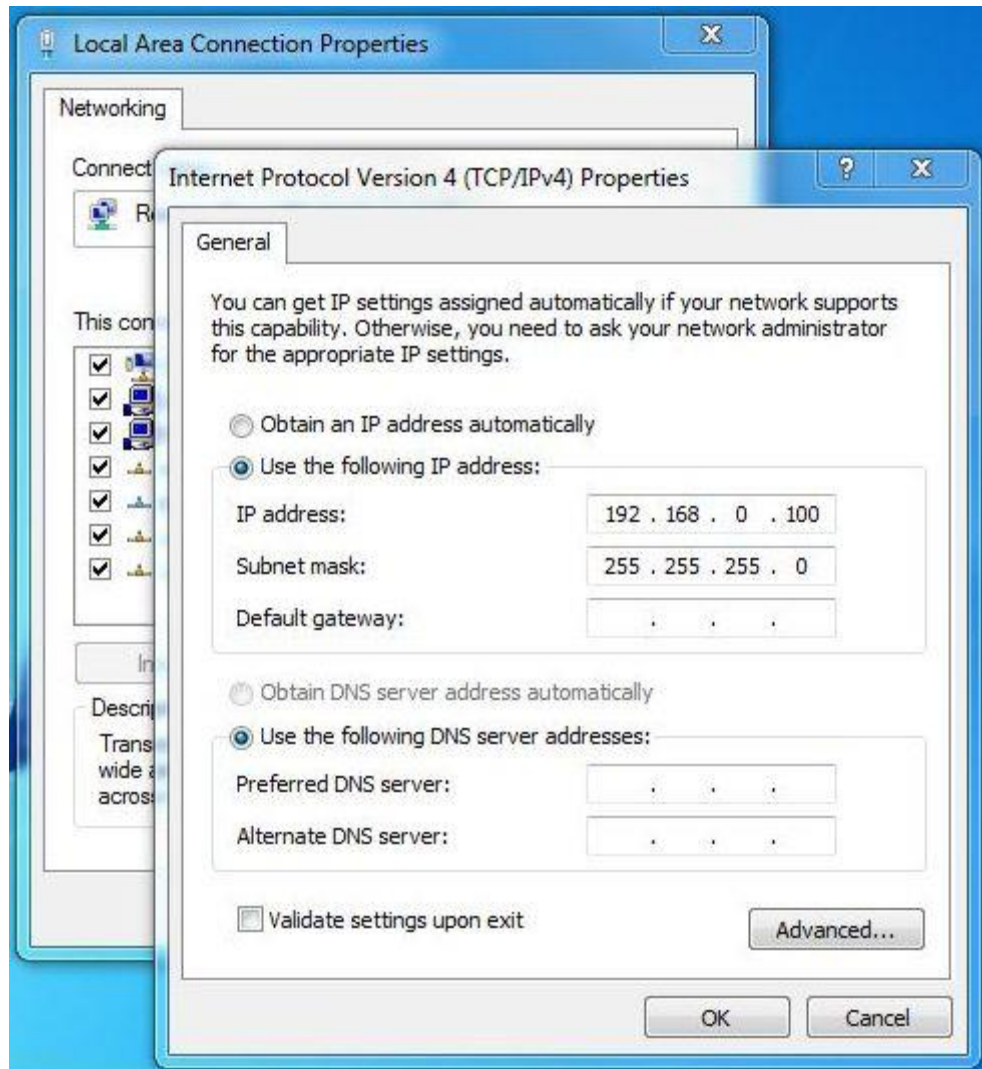 Local Area Connection Properties
Networking
Connect
This con
Descrip
Trans
wide a
across
Internet Protocol Version 4 (TCP/IPv4) Properties
General
You can get IP settings assigned automatically if your network supports
this capability. Otherwise, you need to ask your network administrator
for the appropriate IP settings.
Obtain an IP address automatically
Use the following IP address:
IP address: 192 . 168 . 0 . 100
Subnet mask: 255 . 255 . 255 . 0
Default gateway: . . .
Obtain DNS server address automatically
Use the following DNS server addresses:
Preferred DNS server: . . .
Alternate DNS server: . . .
Validate settings upon exit
Advanced...
OK Cancel